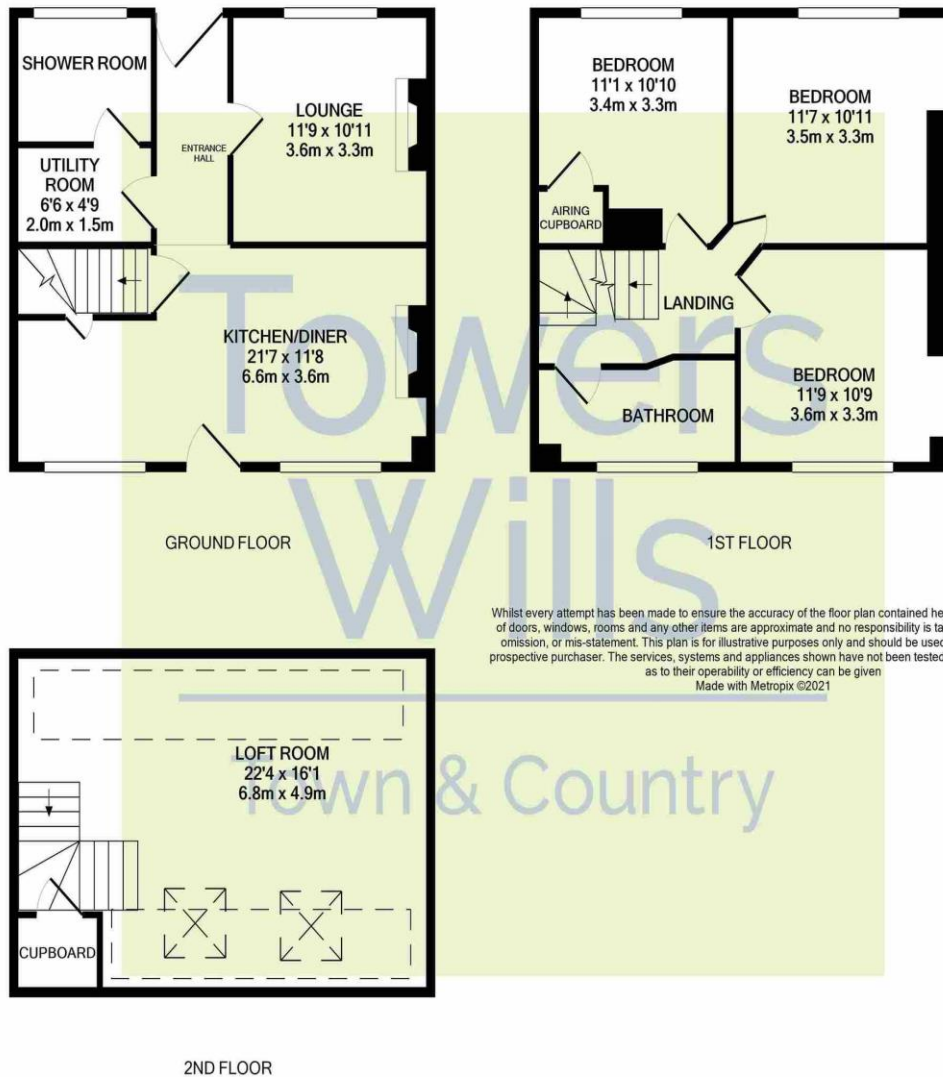 SHOWER ROOM
UTILITY
ROOM
6'6 x 4'9
2.0m x 1.5m
ENTRANCE
HALL
LOUNGE
11'9 x 10'11
3.6m x 3.3m
KITCHEN/DINER
21'7 x 11'8
6.6m x 3.6m
GROUND FLOOR
BEDROOM
11'1 x 10'10
3.4m x 3.3m
BEDROOM
11'7 x 10'11
3.5m x 3.3m
AIRING
CUPBOARD
LANDING
BEDROOM
11'9 x 10'9
3.6m x 3.3m
BATHROOM
1ST FLOOR
Towers
Wills
Town & Country
Whilst every attempt has been made to ensure the accuracy of the floor plan contained he
of doors, windows, rooms and any other items are approximate and no responsibility is ta
omission, or mis-statement. This plan is for illustrative purposes only and should be used
prospective purchaser. The services, systems and appliances shown have not been tested
as to their operability or efficiency can be given
Made with Metropix ©2021
LOFT ROOM
22'4 x 16'1
6.8m x 4.9m
CUPBOARD
2ND FLOOR